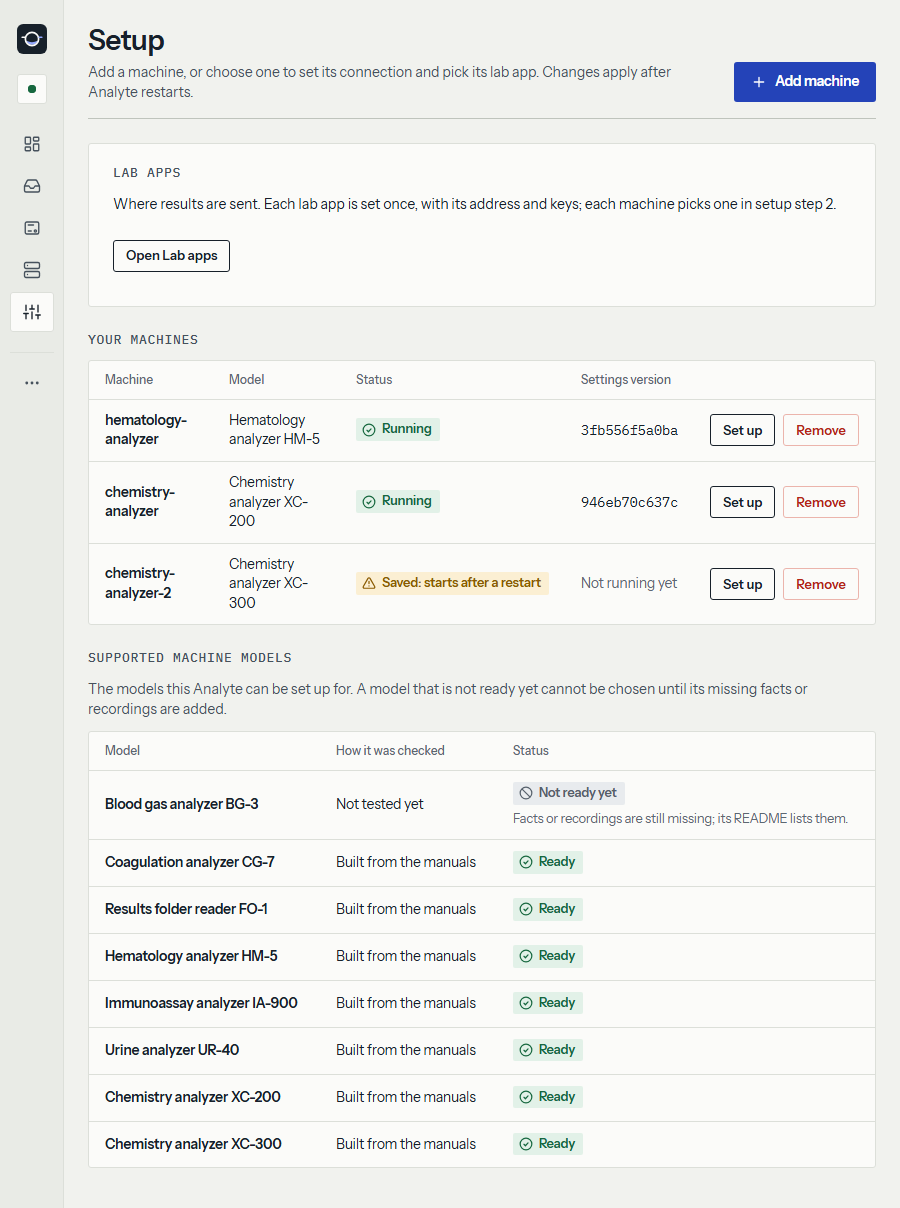 Setup
Add a machine, or choose one to set its connection and pick its lab app. Changes apply after
Analyte restarts.
Add machine
LAB APPS
Where results are sent. Each lab app is set once, with its address and keys; each machine picks one in setup step 2.
Open Lab apps
YOUR MACHINES
Machine Model Status Settings version
hematology-
analyzer
Hematology
analyzer HM-5
Running
3fb556f5a0ba
Set up
Remove
chemistry-
analyzer
Chemistry
analyzer XC-
200
Running
946eb70c637c
Set up
Remove
chemistry-
analyzer-2
Chemistry
analyzer XC-
300
Saved: starts after a restart
Not running yet
Set up
Remove
SUPPORTED MACHINE MODELS
The models this Analyte can be set up for. A model that is not ready yet cannot be chosen until its missing facts or
recordings are added.
Model How it was checked Status
Blood gas analyzer BG-3 Not tested yet Not ready yet
Facts or recordings are still missing; its README lists them.
Coagulation analyzer CG-7 Built from the manuals Ready
Results folder reader FO-1 Built from the manuals Ready
Hematology analyzer HM-5 Built from the manuals Ready
Immunoassay analyzer IA-900 Built from the manuals Ready
Urine analyzer UR-40 Built from the manuals Ready
Chemistry analyzer XC-200 Built from the manuals Ready
Chemistry analyzer XC-300 Built from the manuals Ready